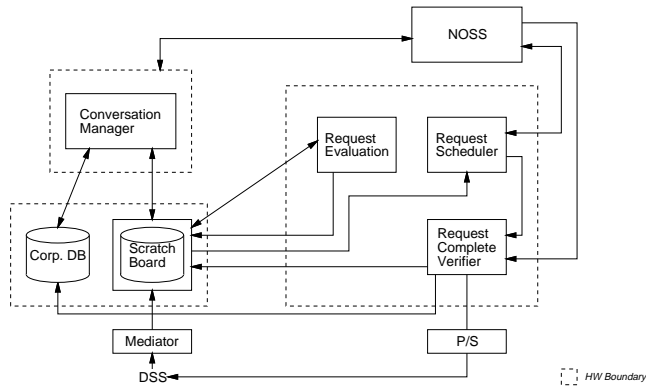 NOSS
Conversation
Manager
Request
Evaluation
Request
Scheduler
Corp. DB
Scratch
Board
Request
Complete
Verifier
Mediator
P/S
DSS
HW Boundary